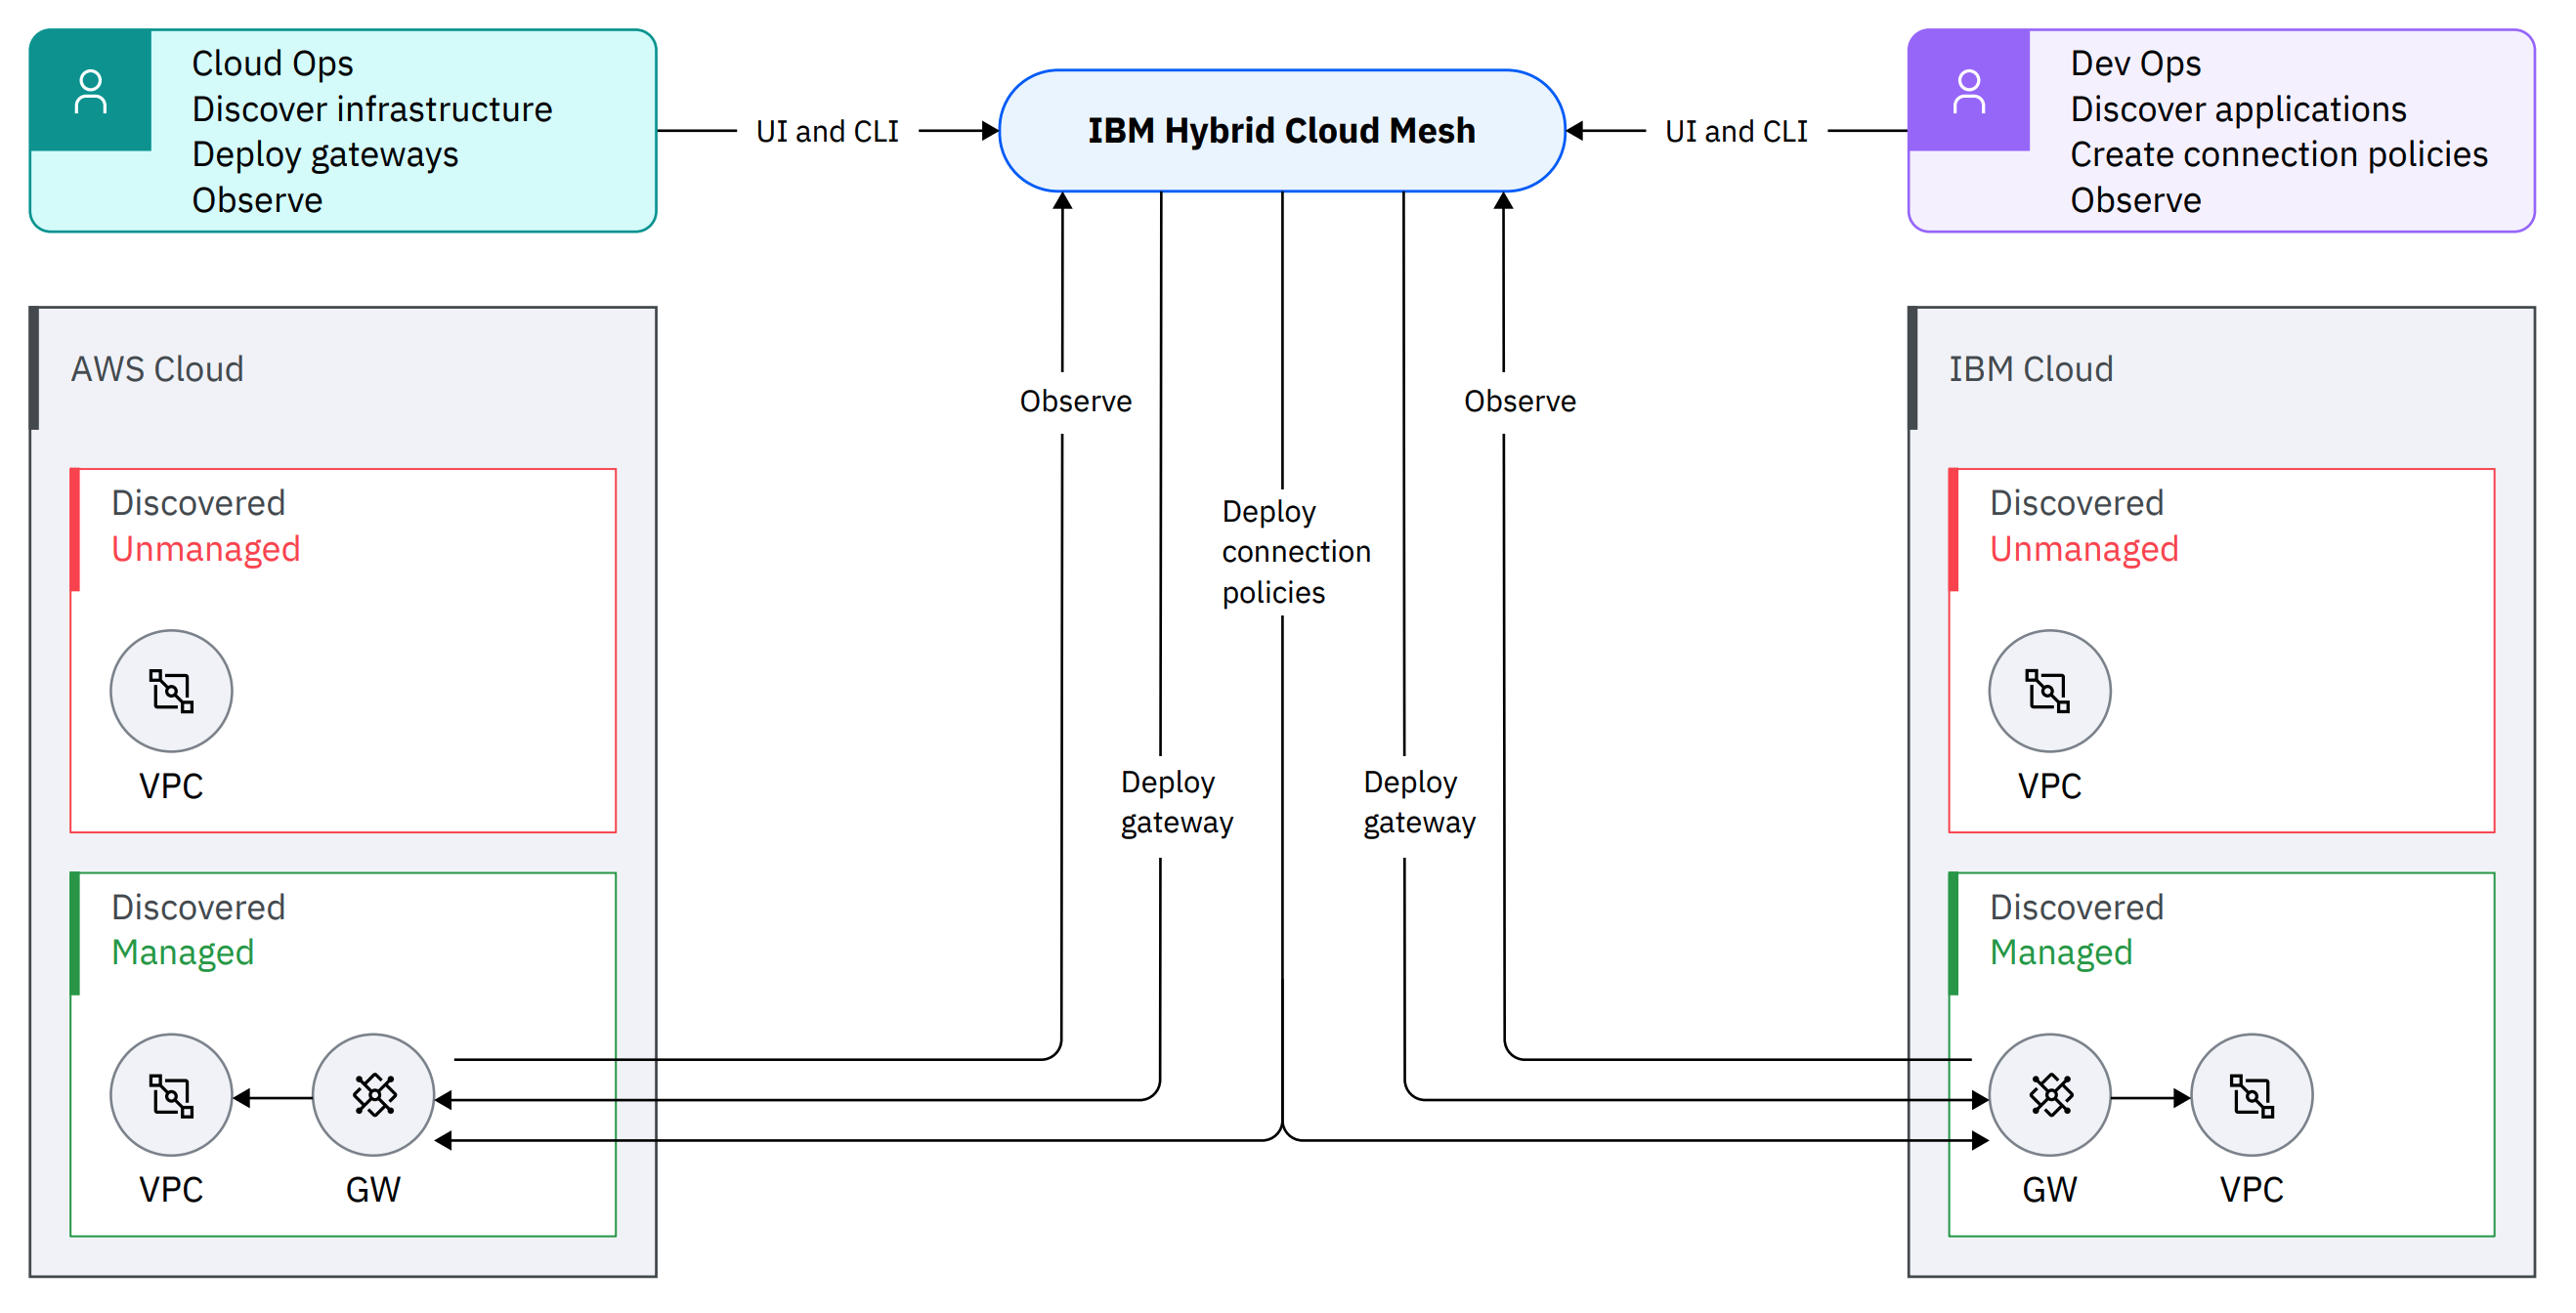 Cloud Ops
Discover infrastructure
Deploy gateways
Observe
UI and CLI
IBM Hybrid Cloud Mesh
UI and CLI
Dev Ops
Discover applications
Create connection policies
Observe
AWS Cloud
Discovered
Unmanaged
VPC
Discovered
Managed
VPC
GW
Observe
Deploy
gateway
Deploy
connection
policies
Deploy
gateway
Observe
IBM Cloud
Discovered
Unmanaged
VPC
Discovered
Managed
GW
VPC